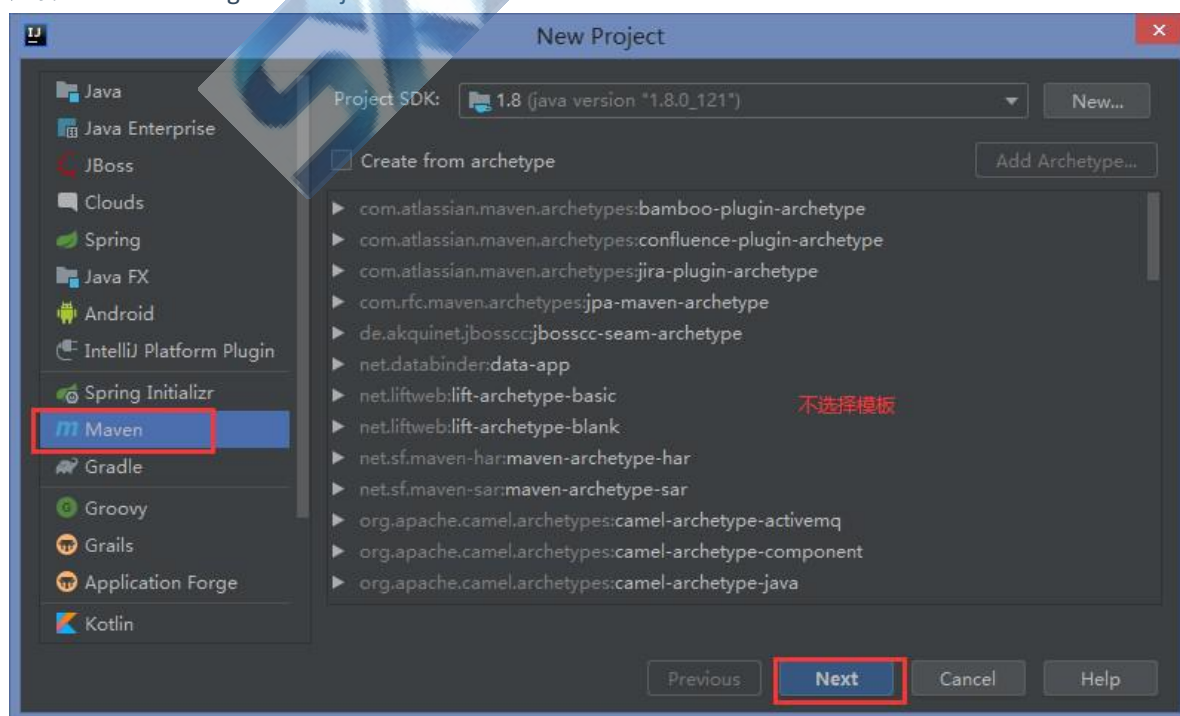 New Project
Java
Java Enterprise
JBoss
Clouds
Spring
Java FX
Android
IntelliJ Platform Plugin
Spring Initializr
Maven
Gradle
Groovy
Grails
Application Forge
Kotlin
Project SDK: 1.8 (java version "1.8.0_121") New...
Create from archetype Add Archetype...
com.atlassian.maven.archetypes:bamboo-plugin-archetype
com.atlassian.maven.archetypes:confluence-plugin-archetype
com.atlassian.maven.archetypes:jira-plugin-archetype
com.rfc.maven.archetypes:jpa-maven-archetype
de.akquinet.jbosscc:jbosscc-seam-archetype
net.databinder:data-app
net.liftweb:lift-archetype-basic
不选择模板
net.liftweb:lift-archetype-blank
net.sf.maven-har:maven-archetype-har
net.sf.maven-sar:maven-archetype-sar
org.apache.camel.archetypes:camel-archetype-activemq
org.apache.camel.archetypes:camel-archetype-component
org.apache.camel.archetypes:camel-archetype-java
Previous Next Cancel Help